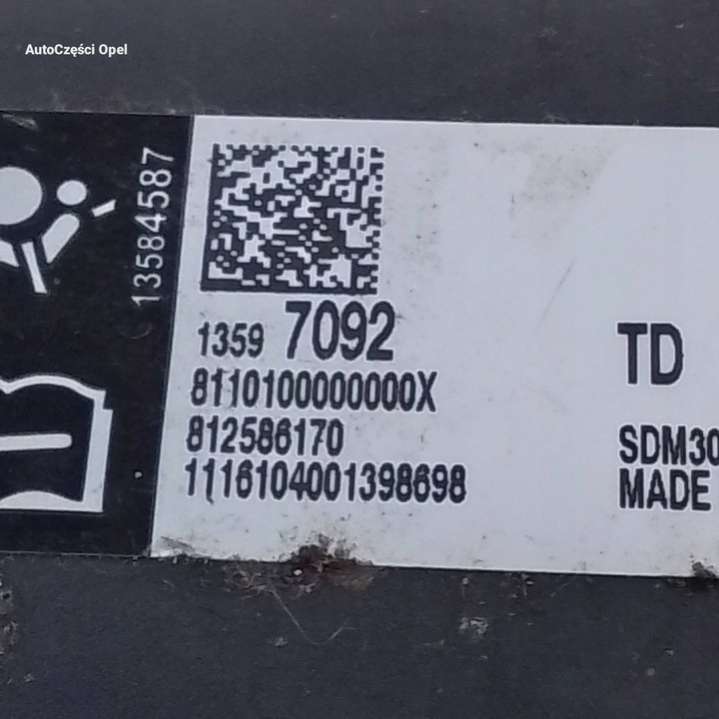 AutoCzęści Opel
13584587
1359 7092
TD
8110100000000X
812586170
SDM30
1116104001398698
MADE